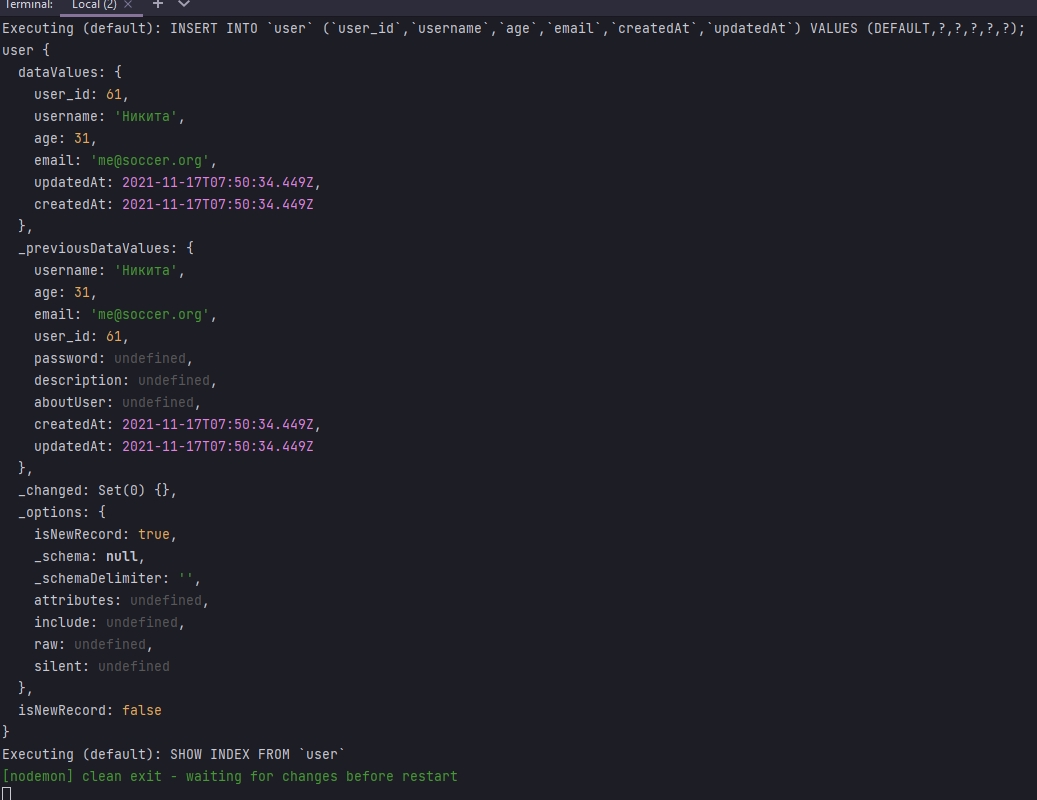 Terminal: Local (2) × +
Executing (default): INSERT INTO `user` (`user_id`,`username`,`age`,`email`,`createdAt`,`updatedAt`) VALUES (DEFAULT,?,?,?,?,?);
user {
  dataValues: {
    user_id: 61,
    username: 'Никита',
    age: 31,
    email: 'me@soccer.org',
    updatedAt: 2021-11-17T07:50:34.449Z,
    createdAt: 2021-11-17T07:50:34.449Z
  },
  _previousDataValues: {
    username: 'Никита',
    age: 31,
    email: 'me@soccer.org',
    user_id: 61,
    password: undefined,
    description: undefined,
    aboutUser: undefined,
    createdAt: 2021-11-17T07:50:34.449Z,
    updatedAt: 2021-11-17T07:50:34.449Z
  },
  _changed: Set(0) {},
  _options: {
    isNewRecord: true,
    _schema: null,
    _schemaDelimiter: '',
    attributes: undefined,
    include: undefined,
    raw: undefined,
    silent: undefined
  },
  isNewRecord: false
}
Executing (default): SHOW INDEX FROM `user`
[nodemon] clean exit - waiting for changes before restart